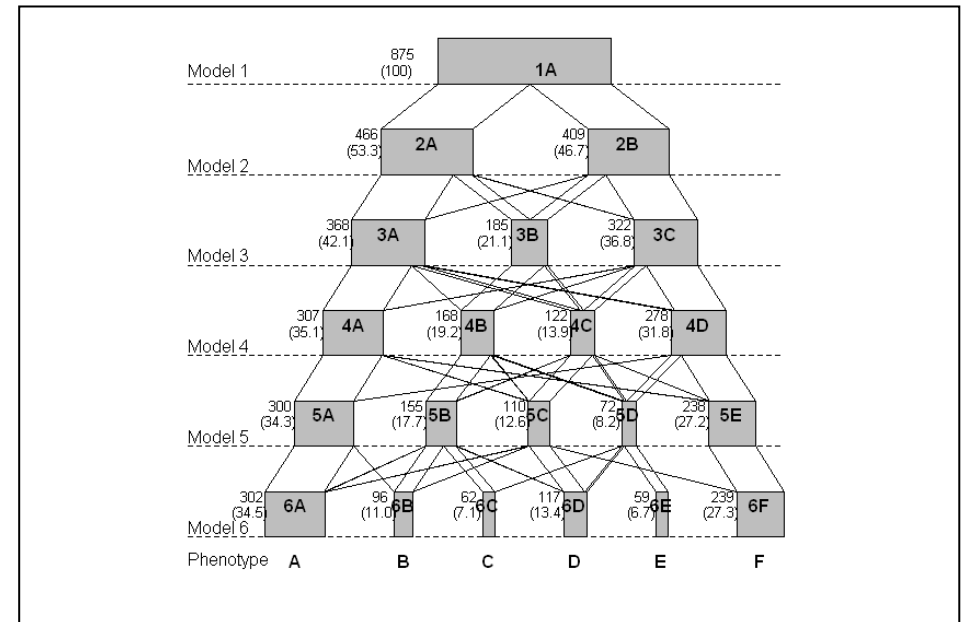 875
(100) 1A
Model 1
466 409
(53.3) 2A (46.7) 2B
Model 2
368 185 322
(42.1) 3A (21.1) 3B (36.8) 3C
Model 3
307 168 122 278
(35.1) 4A (19.2) 4B (13.9) 4C (31.8) 4D
Model 4
300 155 110 72 238
(34.3) 5A (17.7) 5B (12.6) 5C (8.2) 5D (27.2) 5E
Model 5
302 96 62 117 59 239
(34.5) 6A (11.0) 6B (7.1) 6C (13.4) 6D (6.7) 6E (27.3) 6F
Model 6
Phenotype A B C D E F